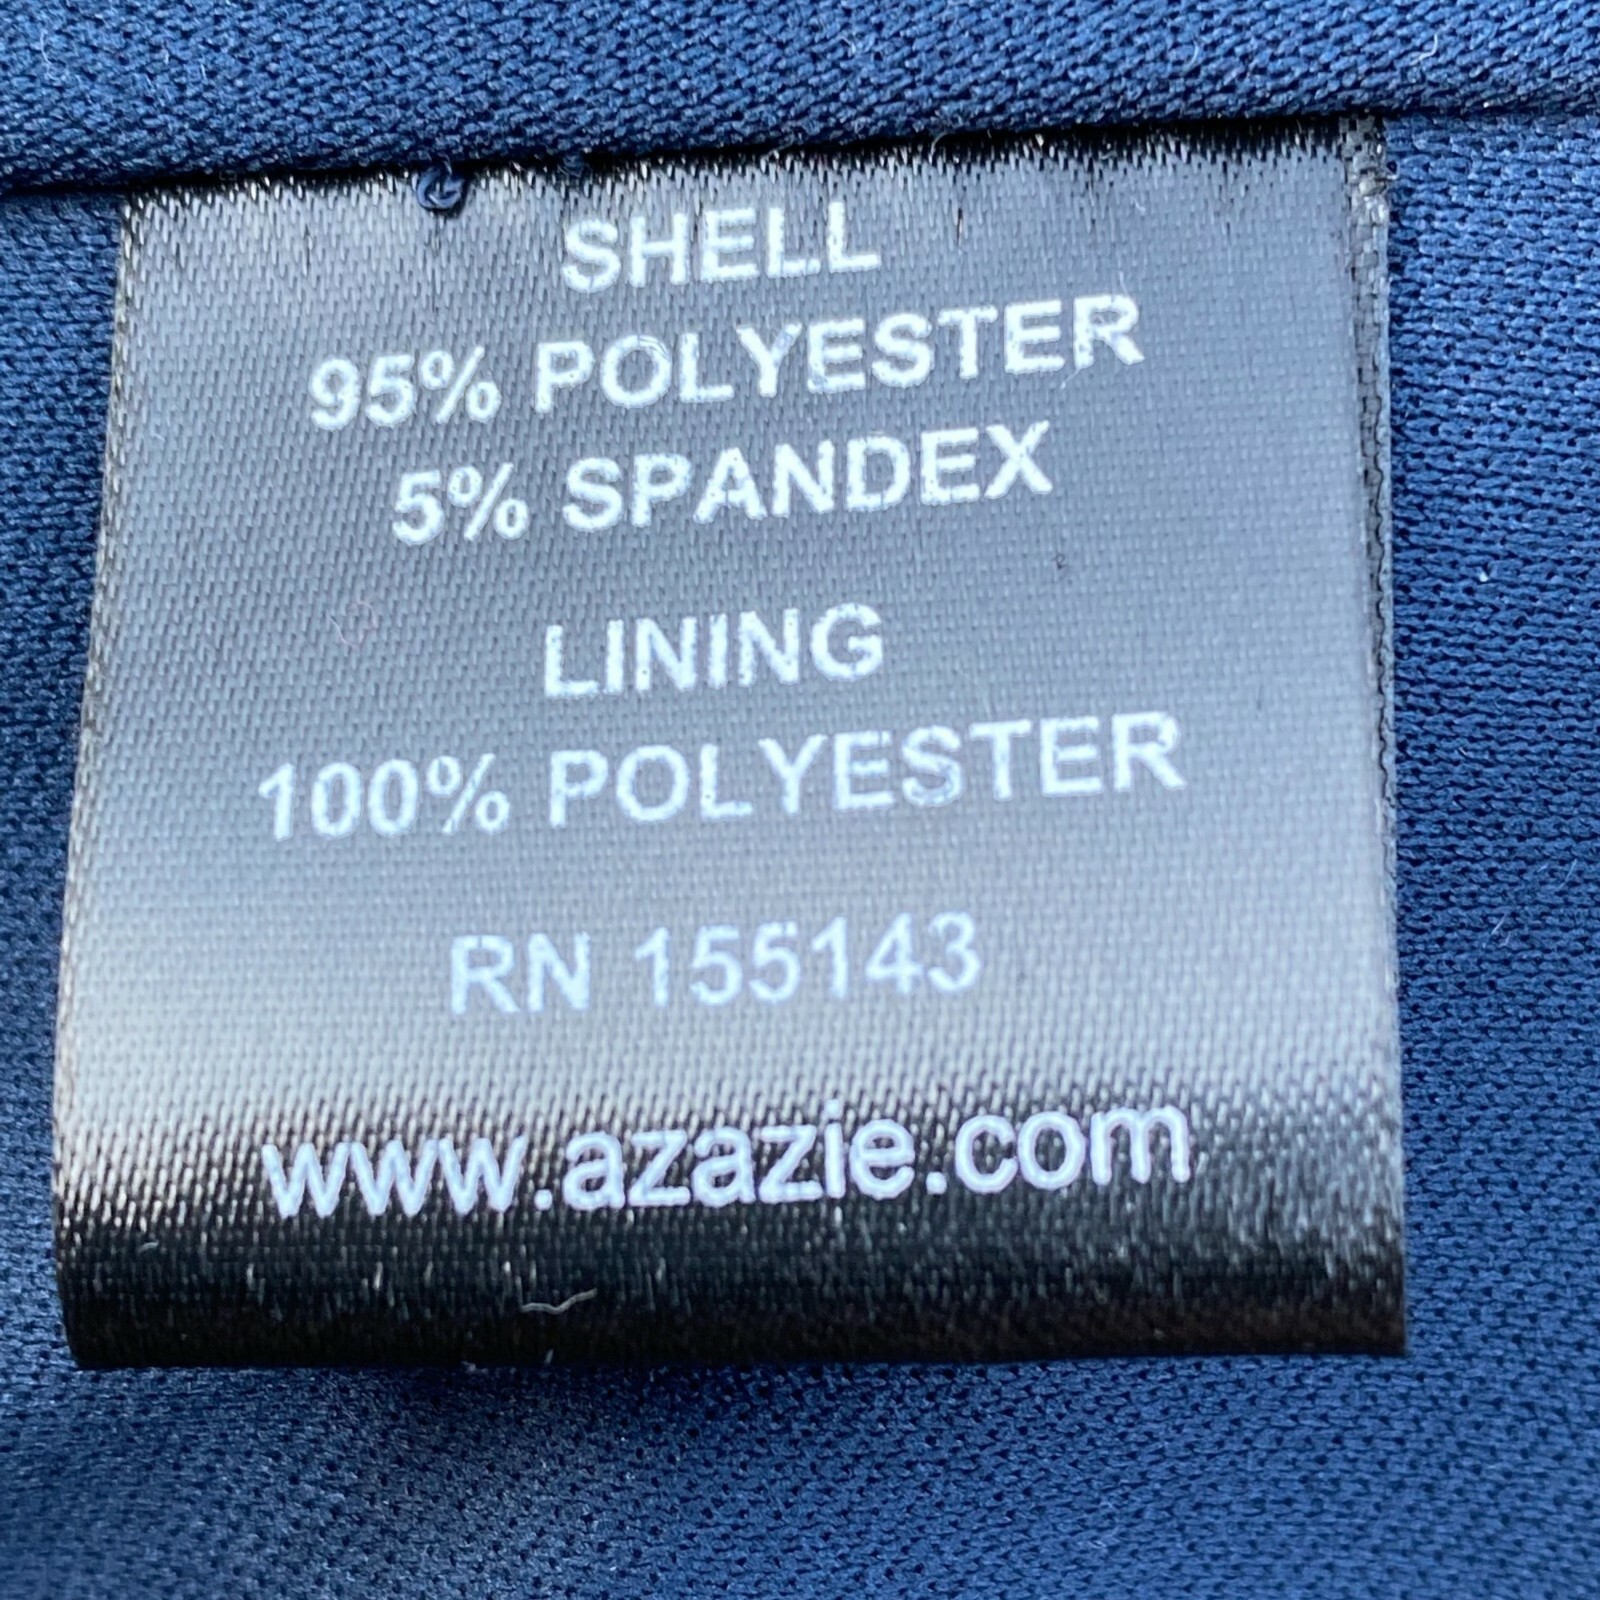 SHELL
95% POLYESTER
5% SPANDEX
LINING
100% POLYESTER
RN 155143
www.azazie.com